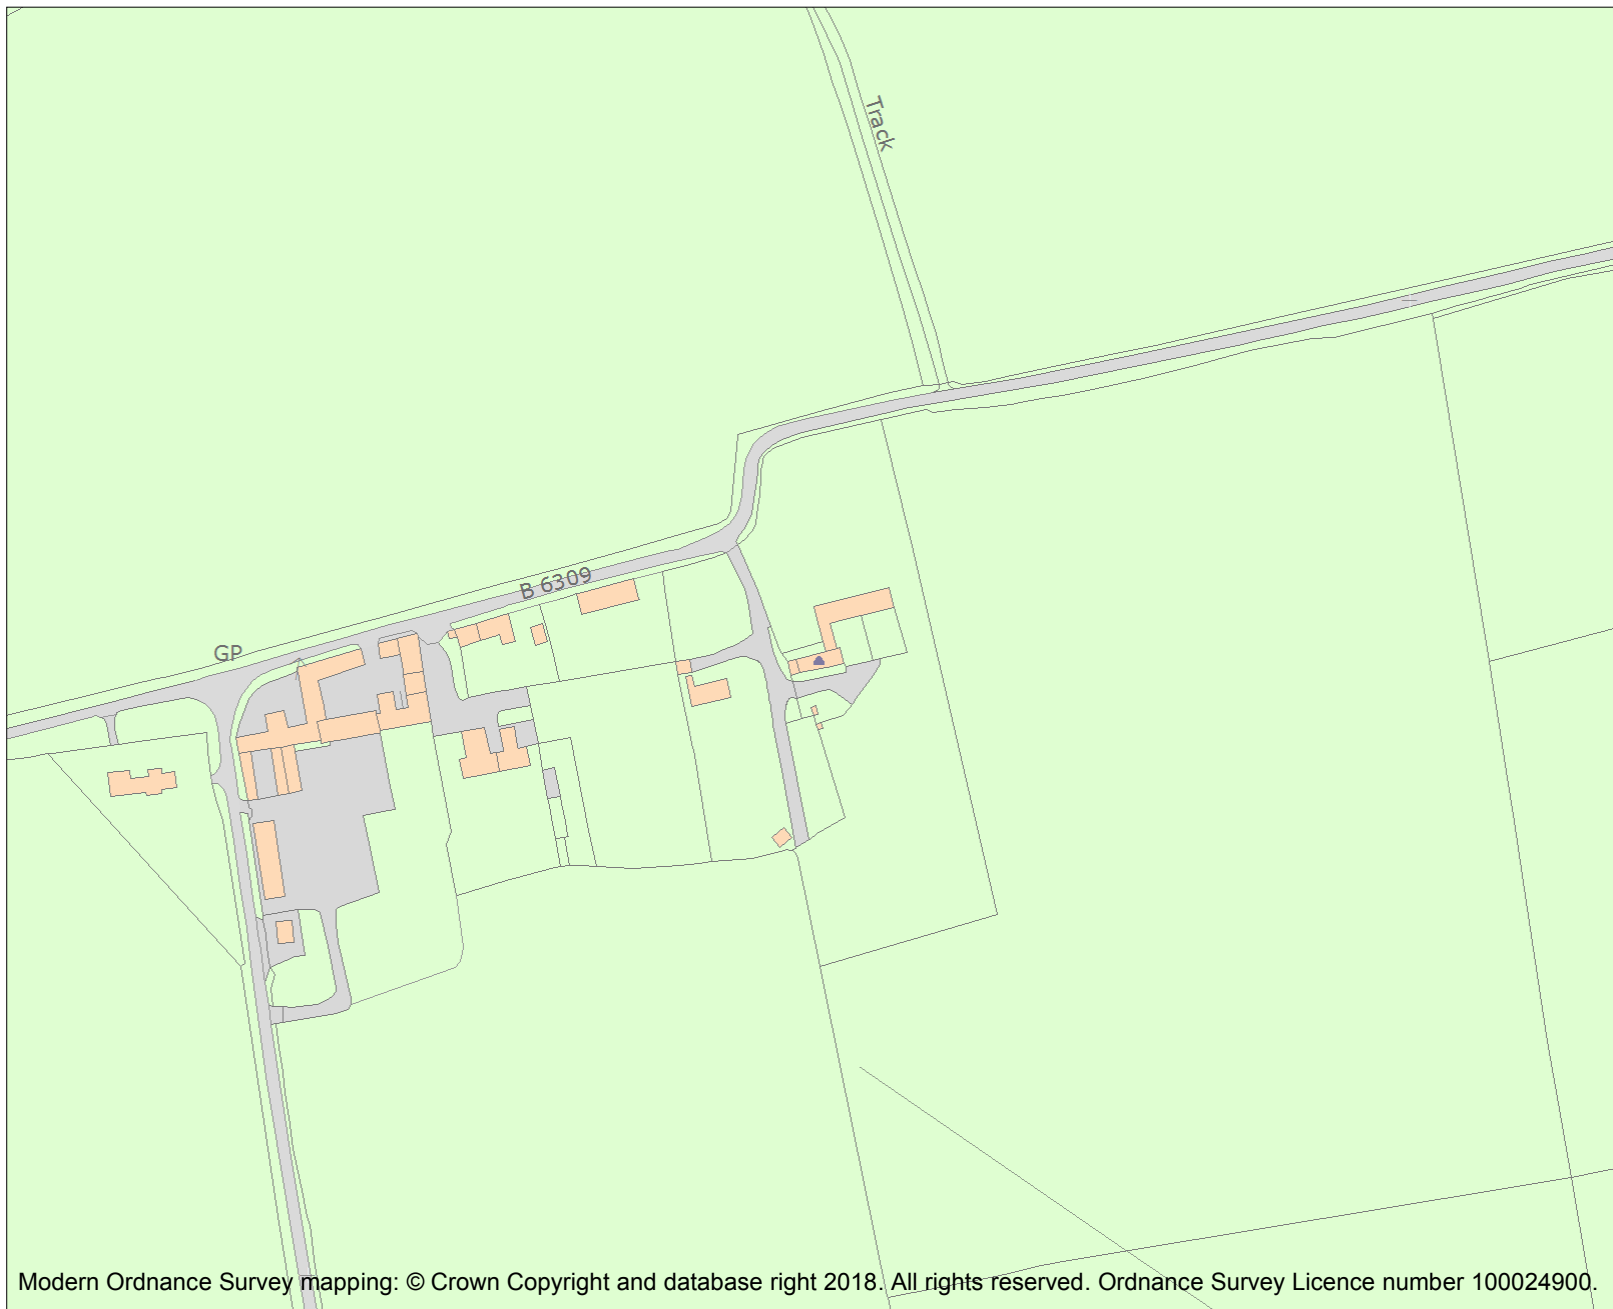 Track
B 6309
GP
Modern Ordnance Survey mapping: © Crown Copyright and database right 2018. All rights reserved. Ordnance Survey Licence number 100024900.